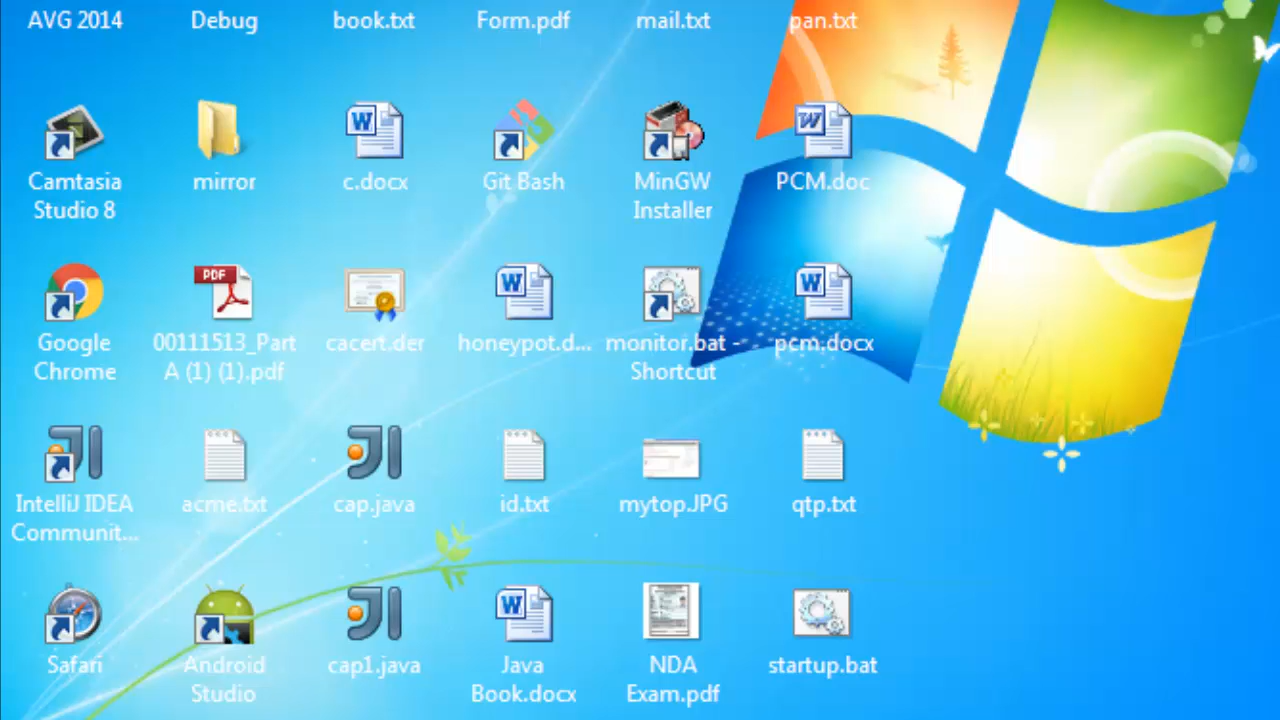 AVG 2014
Debug
book.txt
Form.pdf
mail.txt
pan.txt
Camtasia
Studio 8
mirror
c.docx
Git Bash
MinGW
Installer
PCM.doc
Google
Chrome
PDF
00111513_Part
A (1) (1).pdf
cacert.der
honeypot.d...
monitor.bat -
Shortcut
pcm.docx
IntelliJ IDEA
Communit...
acme.txt
cap.java
id.txt
mytop.JPG
qtp.txt
Safari
Android
Studio
cap1.java
Java
Book.docx
NDA
Exam.pdf
startup.bat